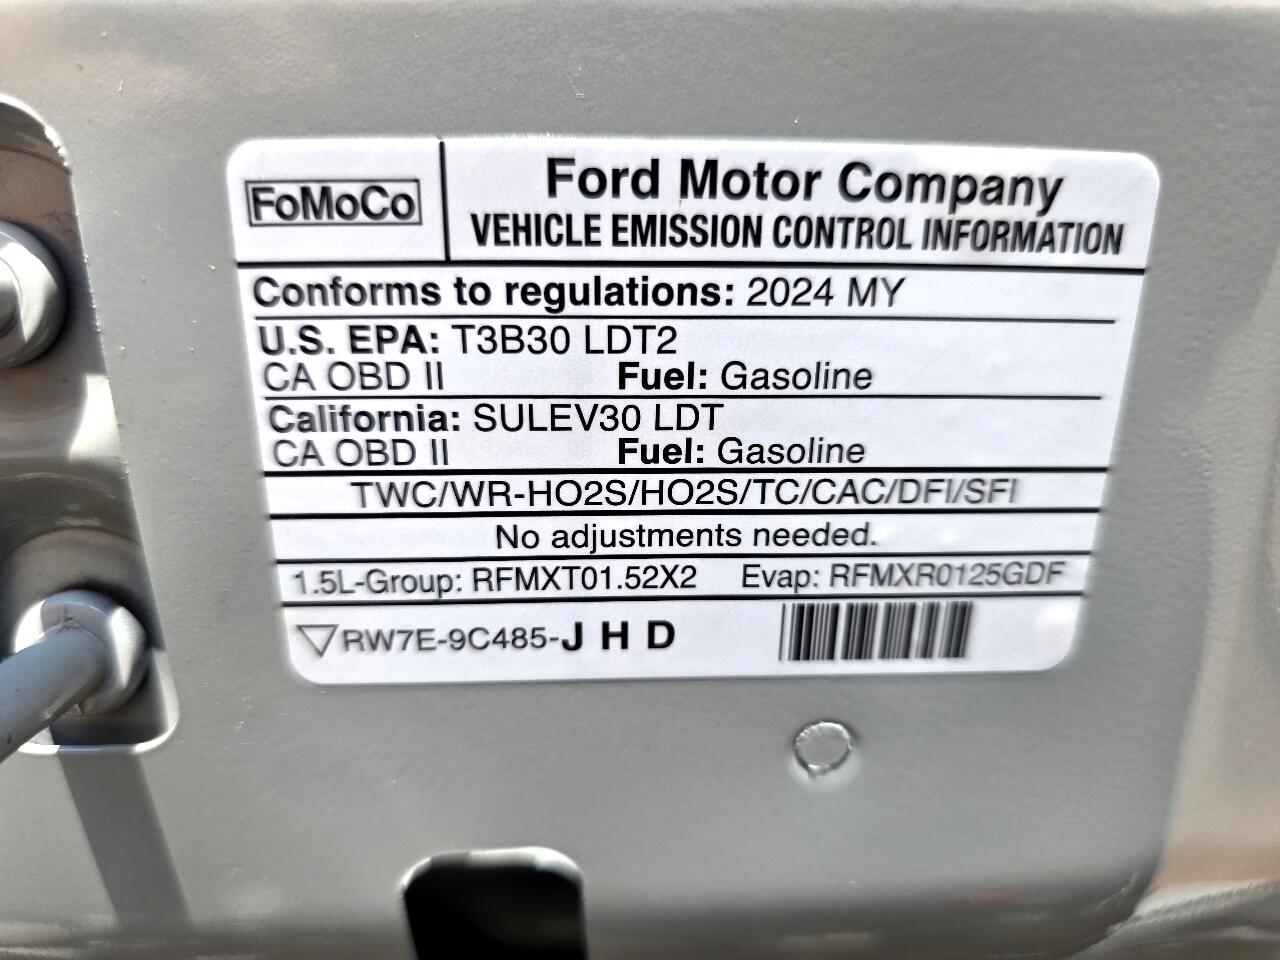 FoMoCo
Ford Motor Company
VEHICLE EMISSION CONTROL INFORMATION
Conforms to regulations: 2024 MY
U.S. EPA: T3B30 LDT2
CA OBD II Fuel: Gasoline
California: SULEV30 LDT
CA OBD II Fuel: Gasoline
TWC/WR-HO2S/HO2S/TC/CAC/DFI/SFI
No adjustments needed.
1.5L-Group: RFMXT01.52X2 Evap: RFMXR0125GDF
RW7E-9C485-J H D